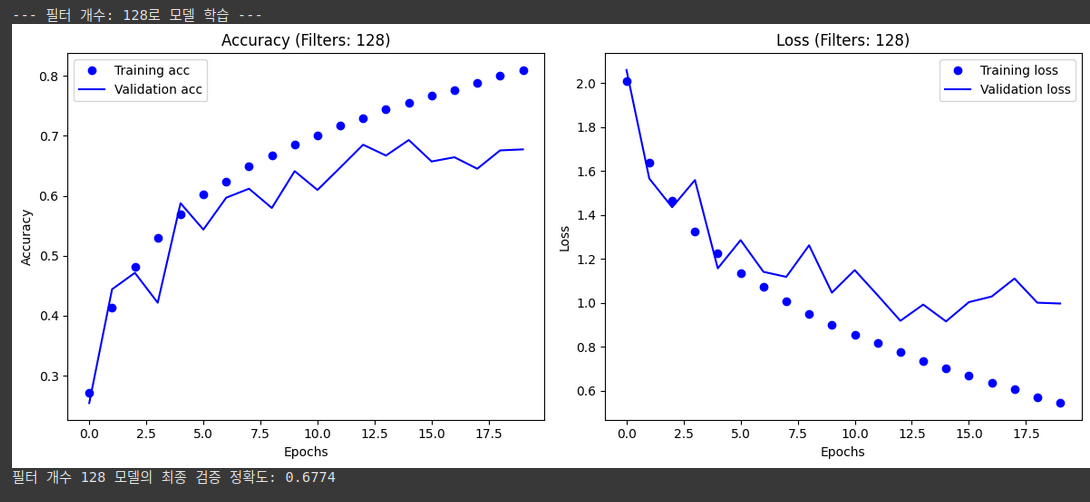 --- 필터 개수: 128로 모델 학습 ---
Accuracy (Filters: 128)
Training acc
Validation acc
0.8
0.7
0.6
0.5
0.4
0.3
Accuracy
0.0 2.5 5.0 7.5 10.0 12.5 15.0 17.5
Epochs
Loss (Filters: 128)
Training loss
Validation loss
2.0
1.8
1.6
1.4
1.2
1.0
0.8
0.6
Loss
0.0 2.5 5.0 7.5 10.0 12.5 15.0 17.5
Epochs
필터 개수 128 모델의 최종 검증 정확도: 0.6774